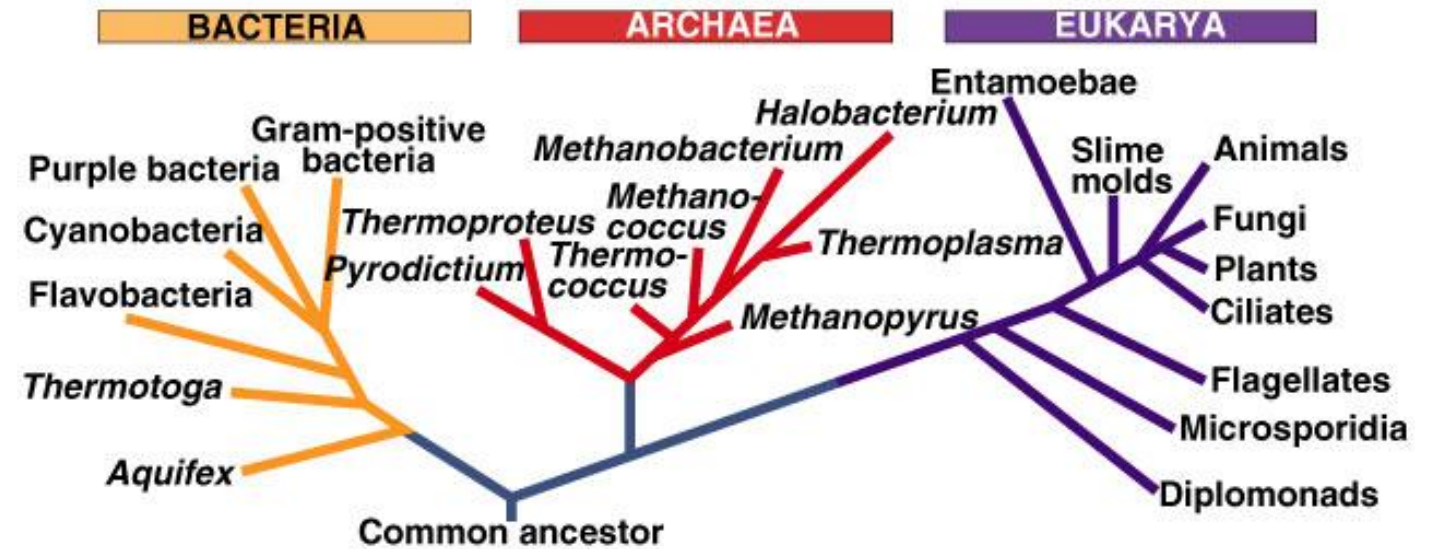 BACTERIA
ARCHAEA
EUKARYA
Entamoebae
Halobacterium
Gram-positive
bacteria
Methanobacterium
Slime
molds
Animals
Purple bacteria
Methano-
coccus
Cyanobacteria
Thermoproteus
Fungi
Thermoplasma
Thermo-
coccus
Pyrodictium
Plants
Flavobacteria
Ciliates
Methanopyrus
Thermotoga
Flagellates
Microsporidia
Aquifex
Diplomonads
Common ancestor